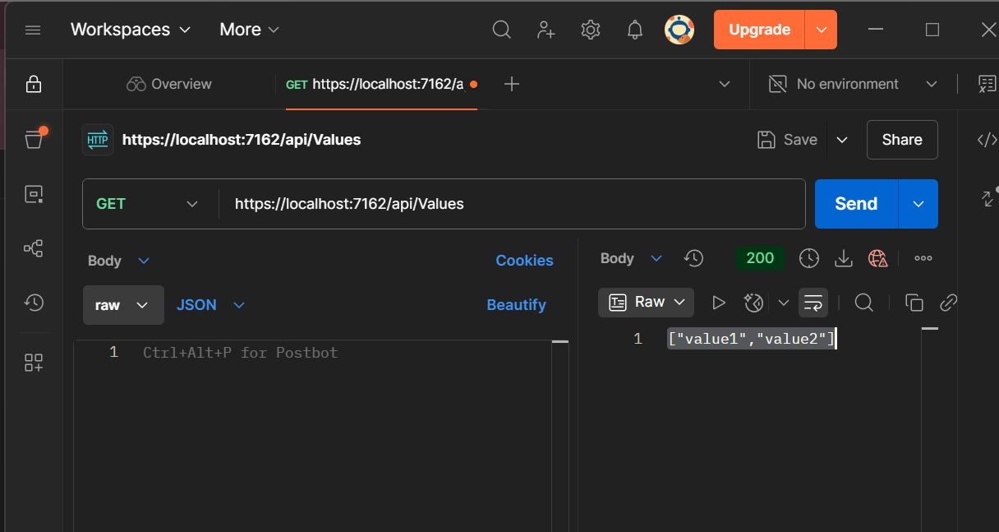 Workspaces More Upgrade
Overview GET https://localhost:7162/a No environment
HTTP https://localhost:7162/api/Values Save Share
GET https://localhost:7162/api/Values Send
Body Cookies Body 200
raw JSON Beautify Raw
1 Ctrl+Alt+P for Postbot 1 ["value1","value2"]